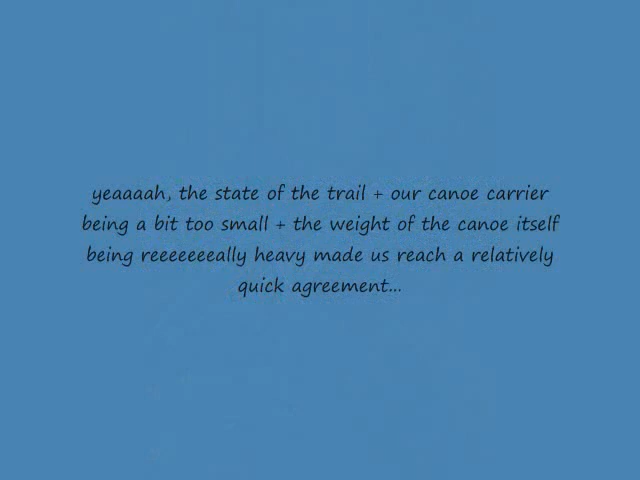 yeaaaah, the state of the trail + our canoe carrier
being a bit too small + the weight of the canoe itself
being reeeeeeeally heavy made us reach a relatively
quick agreement...